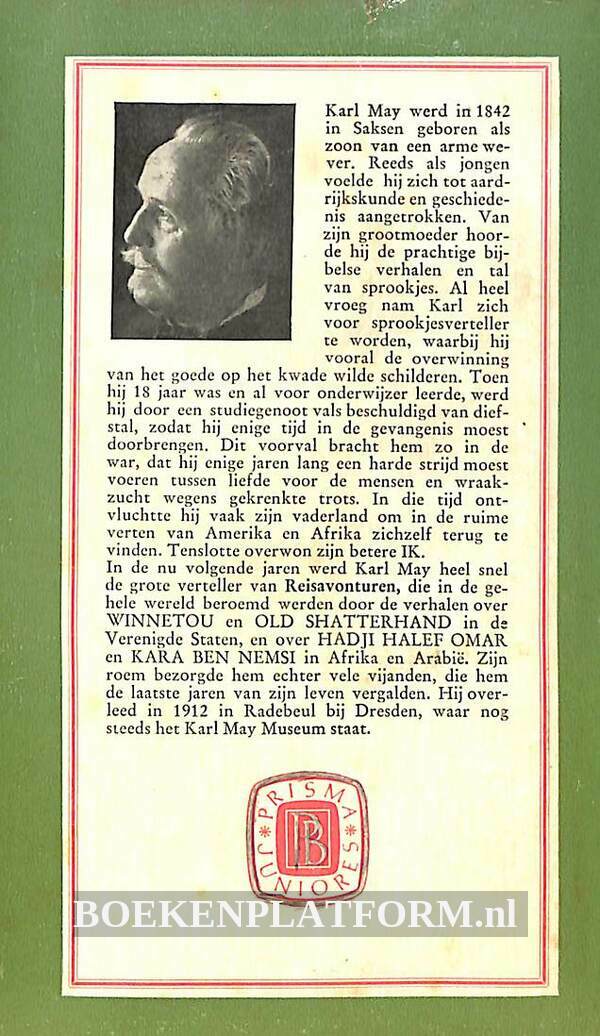 Karl May werd in 1842
in Saksen geboren als
zoon van een arme we-
ver. Reeds als jongen
voelde hij zich tot aard-
rijkskunde en geschiede-
nis aangetrokken. Van
zijn grootmoeder hoor-
de hij de prachtige bij-
belse verhalen en tal
van sprookjes. Al heel
vroeg nam Karl zich
voor sprookjesverteller
te worden, waarbij hij
vooral de overwinning
van het goede op het kwade wilde schilderen. Toen
hij 18 jaar was en al voor onderwijzer leerde, werd
hij door een studiegenoot vals beschuldigd van dief-
stal, zodat hij enige tijd in de gevangenis moest
doorbrengen. Dit voorval bracht hem zo in de
war, dat hij enige jaren lang een harde strijd moest
voeren tussen liefde voor de mensen en wraak-
zucht wegens gekrenkte trots. In die tijd ont-
vluchtte hij vaak zijn vaderland om in de ruime
verten van Amerika en Afrika zichzelf terug te
vinden. Tenslotte overwon zijn betere IK.
In de nu volgende jaren werd Karl May heel snel
de grote verteller van Reisavonturen, die in de ge-
hele wereld beroemd werden door de verhalen over
WINNETOU en OLD SHATTERHAND in de
Verenigde Staten, en over HADJI HALEF OMAR
en KARA BEN NEMSI in Afrika en Arabië. Zijn
roem bezorgde hem echter vele vijanden, die hem
de laatste jaren van zijn leven vergalden. Hij over-
leed in 1912 in Radebeul bij Dresden, waar nog
steeds het Karl May Museum staat.
* PRISMA *
PB
JUNIORES
BOEKENPLATFORM.nl